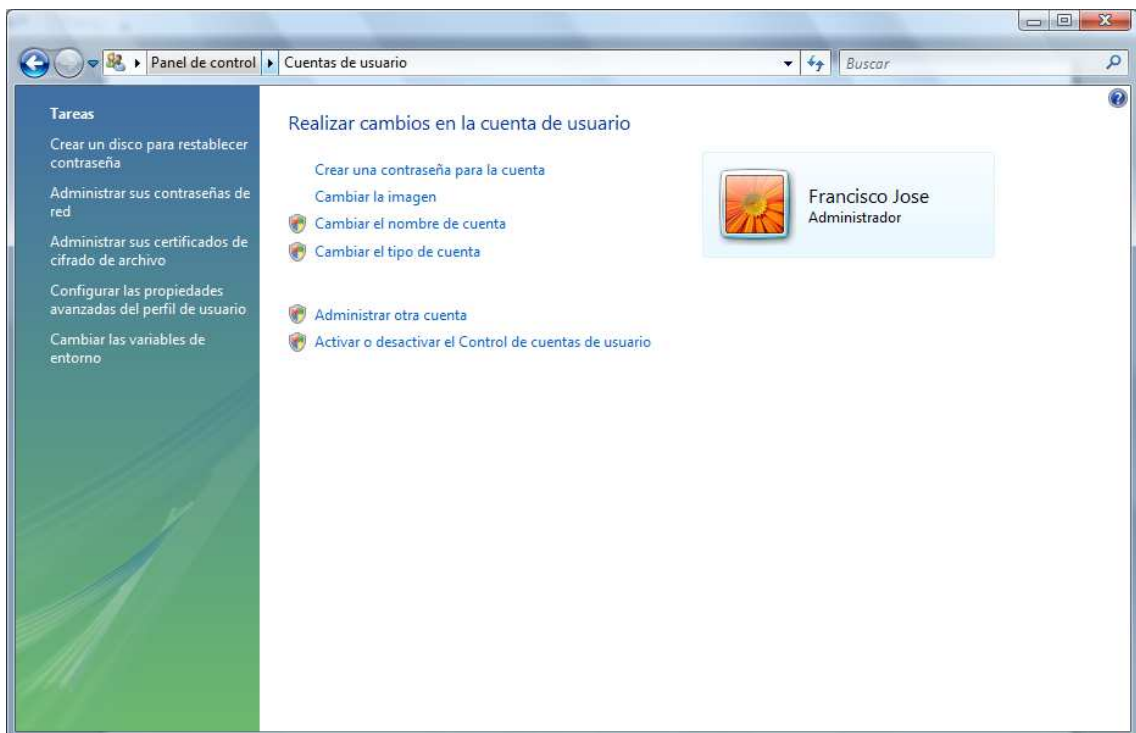 Panel de control
Cuentas de usuario
Buscar
Tareas
Crear un disco para restablecer
contraseña
Administrar sus contraseñas de
red
Administrar sus certificados de
cifrado de archivo
Configurar las propiedades
avanzadas del perfil de usuario
Cambiar las variables de
entorno
Realizar cambios en la cuenta de usuario
Crear una contraseña para la cuenta
Cambiar la imagen
Cambiar el nombre de cuenta
Cambiar el tipo de cuenta
Administrar otra cuenta
Activar o desactivar el Control de cuentas de usuario
Francisco Jose
Administrador